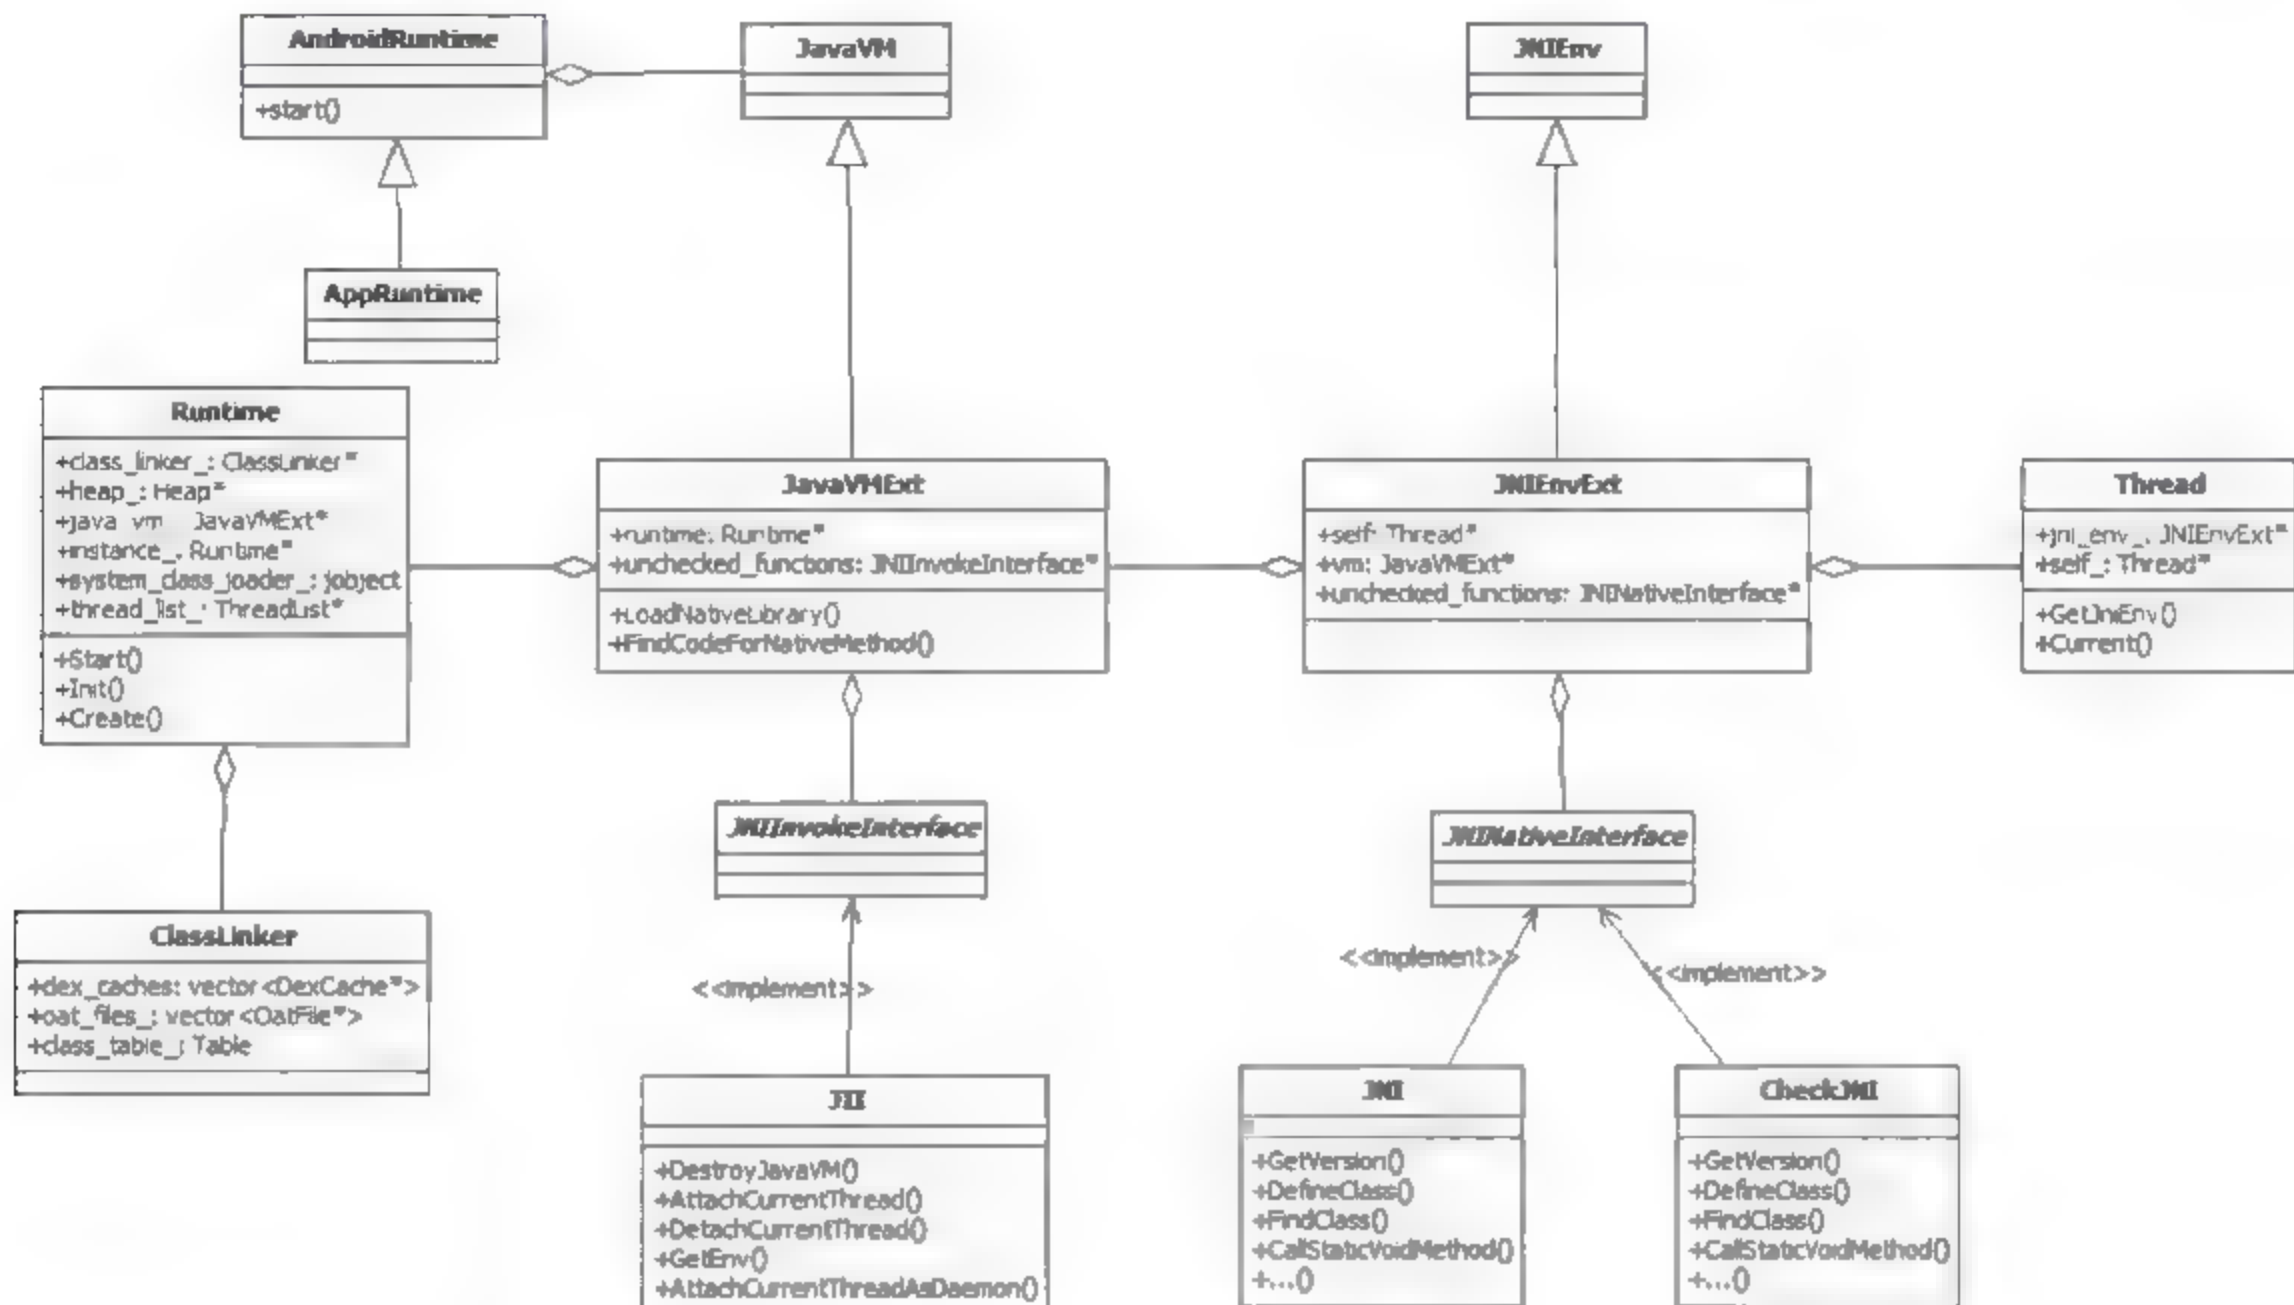 AndroidRuntime
+start()
JavaVM
JNIEnv
AppRuntime
Runtime
+class_linker_: ClassLinker*
+heap_: Heap*
+java_vm_ JavaVMExt*
+instance_: Runtime*
+system_class_loader_: jobject
+thread_list_: ThreadList*
+Start()
+Init()
+Create()
JavaVMExt
+runtime: Runtime*
+unchecked_functions: JNIInvokeInterface*
+LoadNativeLibrary()
+FindCodeForNativeMethod()
JNIEnvExt
+self: Thread*
+vm: JavaVMExt*
+unchecked_functions: JNINativeInterface*
Thread
+jni_env_: JNIEnvExt*
+self_: Thread*
+GetJniEnv()
+Current()
JNIInvokeInterface
JNINativeInterface
ClassLinker
+dex_caches: vector<DexCache*>
+oat_files_: vector<OatFile*>
+class_table_: Table
<<implement>>
<<implement>>
<<implement>>
JII
+DestroyJavaVM()
+AttachCurrentThread()
+DetachCurrentThread()
+GetEnv()
+AttachCurrentThreadAsDaemon()
JNI
+GetVersion()
+DefineClass()
+FindClass()
+CallStaticVoidMethod()
+...()
CheckJNI
+GetVersion()
+DefineClass()
+FindClass()
+CallStaticVoidMethod()
+...()